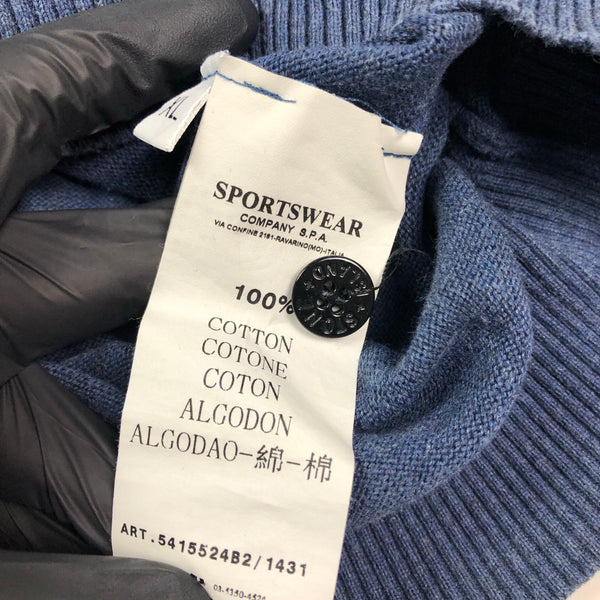 XL
SPORTSWEAR
COMPANY S.P.A.
VIA CONFINE 2161-RAVARINO(MO)-ITALIA
100%
COTTON
COTONE
COTON
ALGODON
ALGODAO-綿-棉
ART.5415524B2/1431